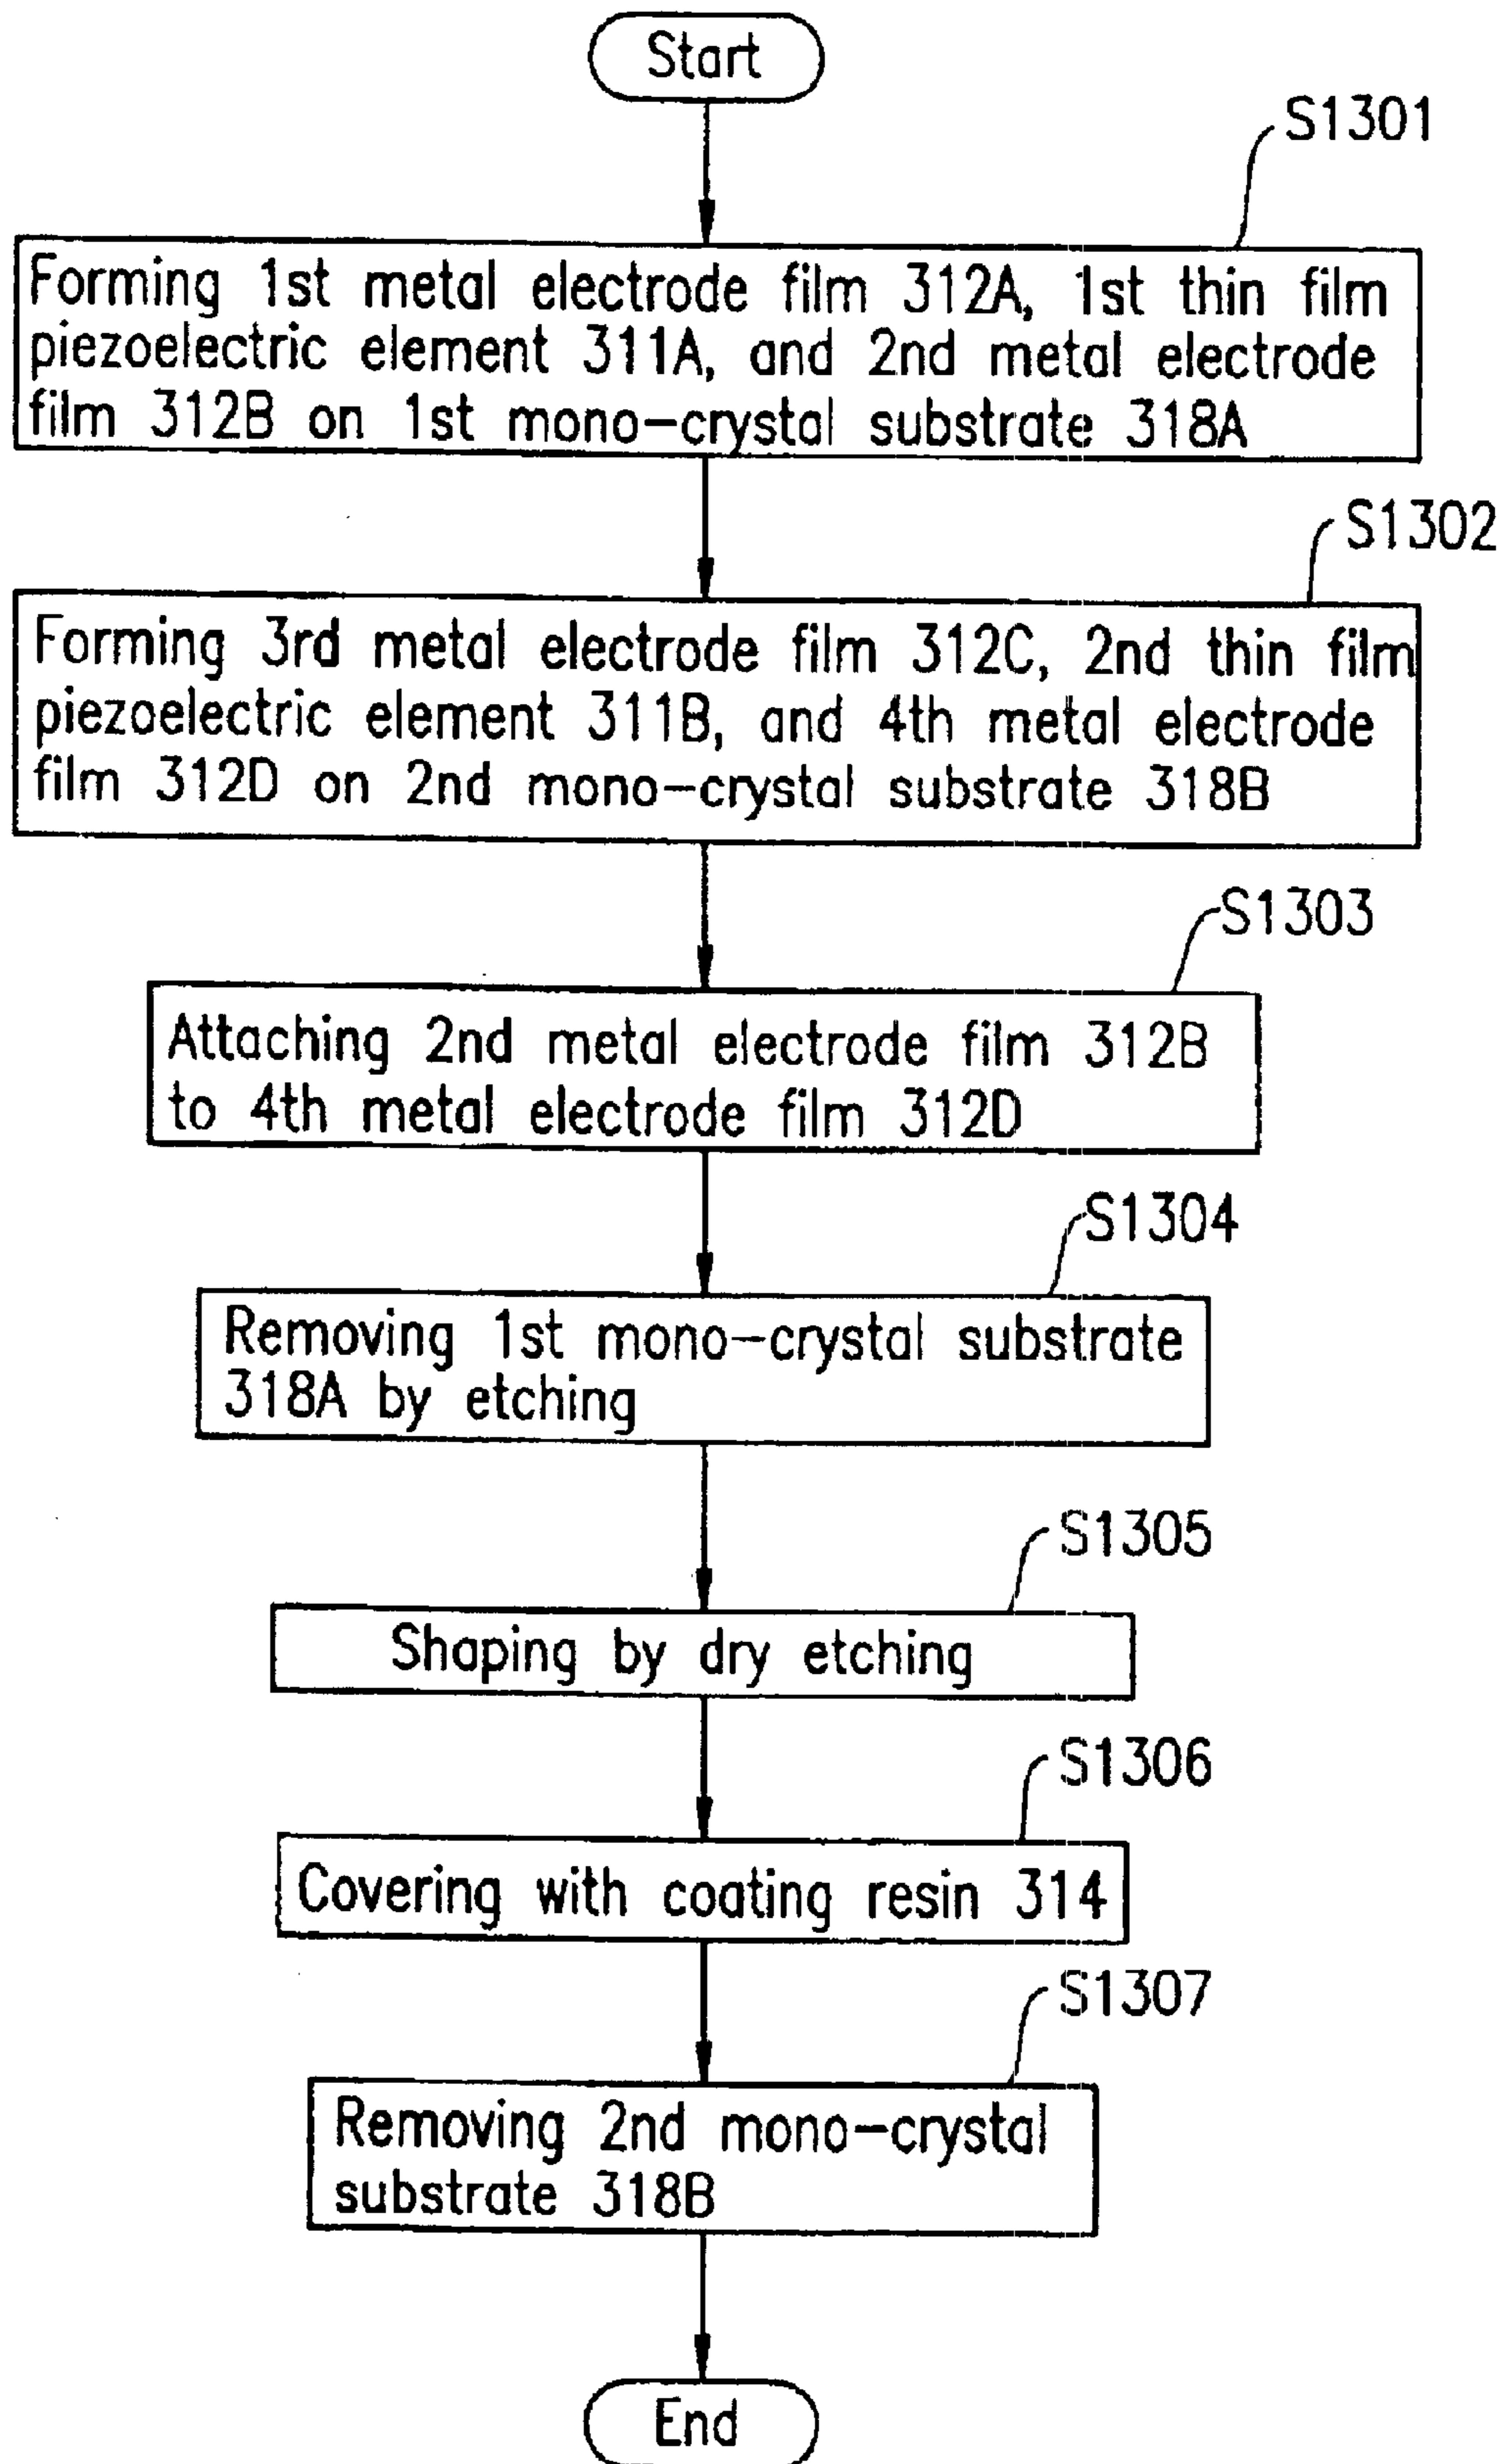 Start
S1301
Forming 1st metal electrode film 312A, 1st thin film
piezoelectric element 311A, and 2nd metal electrode
film 312B on 1st mono-crystal substrate 318A
S1302
Forming 3rd metal electrode film 312C, 2nd thin film
piezoelectric element 311B, and 4th metal electrode
film 312D on 2nd mono-crystal substrate 318B
S1303
Attaching 2nd metal electrode film 312B
to 4th metal electrode film 312D
S1304
Removing 1st mono-crystal substrate
318A by etching
S1305
Shaping by dry etching
S1306
Covering with coating resin 314
S1307
Removing 2nd mono-crystal
substrate 318B
End